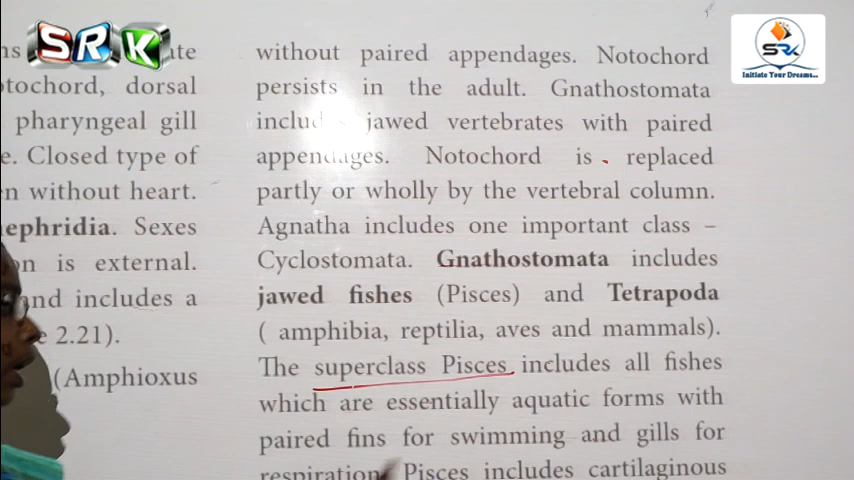 SRK
SRK
Initiate Your Dreams...
otochord, dorsal
pharyngeal gill
e. Closed type of
en without heart.
ephridia. Sexes
on is external.
and includes a
2.21).
(Amphioxus
without paired appendages. Notochord
persists in the adult. Gnathostomata
jawed vertebrates with paired
appendages. Notochord is replaced
partly or wholly by the vertebral column.
Agnatha includes one important class –
Cyclostomata. Gnathostomata includes
jawed fishes (Pisces) and Tetrapoda
( amphibia, reptilia, aves and mammals).
The superclass Pisces includes all fishes
which are essentially aquatic forms with
paired fins for swimming and gills for
respiration. Pisces includes cartilaginous